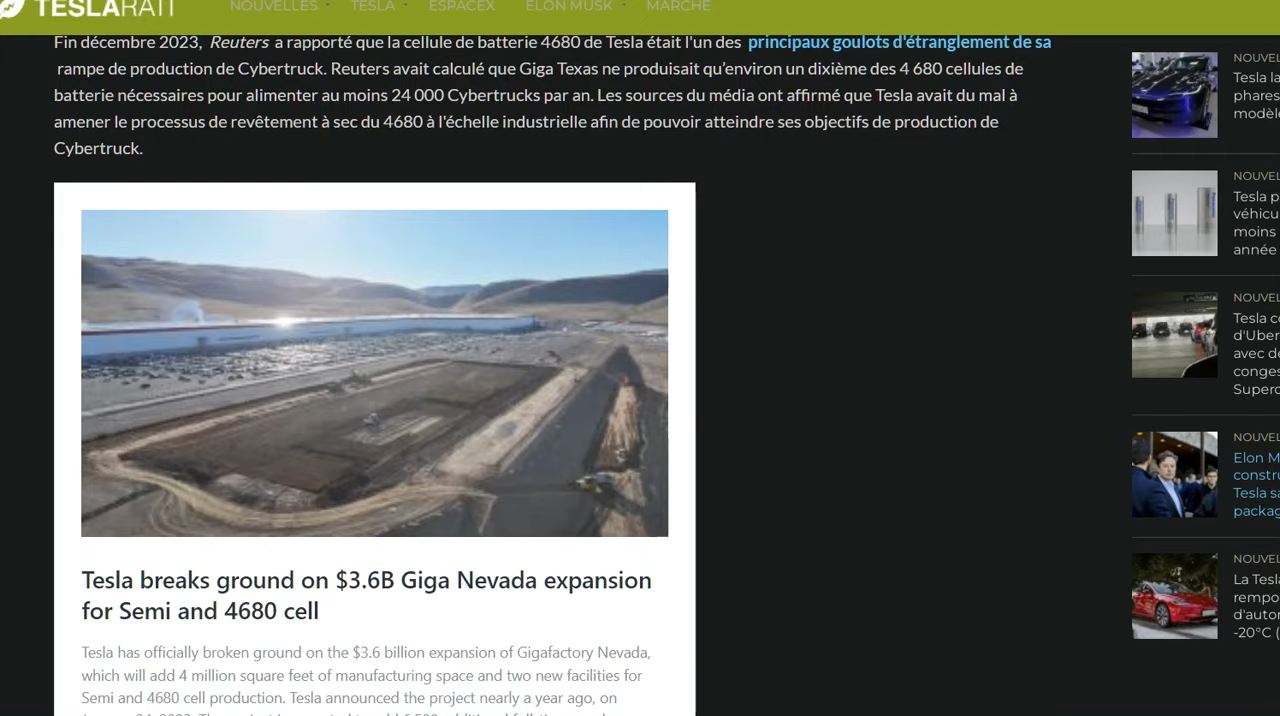 TESLARATI
NOUVELLES
TESLA
ESPACEX
ELON MUSK
MARCHÉ
Fin décembre 2023, Reuters a rapporté que la cellule de batterie 4680 de Tesla était l'un des principaux goulots d'étranglement de sa
rampe de production de Cybertruck. Reuters avait calculé que Giga Texas ne produisait qu’environ un dixième des 4 680 cellules de
batterie nécessaires pour alimenter au moins 24 000 Cybertrucks par an. Les sources du média ont affirmé que Tesla avait du mal à
amener le processus de revêtement à sec du 4680 à l'échelle industrielle afin de pouvoir atteindre ses objectifs de production de
Cybertruck.
Tesla breaks ground on $3.6B Giga Nevada expansion
for Semi and 4680 cell
Tesla has officially broken ground on the $3.6 billion expansion of Gigafactory Nevada,
which will add 4 million square feet of manufacturing space and two new facilities for
Semi and 4680 cell production. Tesla announced the project nearly a year ago, on
NOUVEL
Tesla la
phares
modèle
NOUVEL
Tesla p
véhicu
moins
année
NOUVEL
Tesla co
d'Uber
avec de
conges
Superc
NOUVEL
Elon M
constru
Tesla sa
packag
NOUVEL
La Tesla
rempo
d'autor
-20°C (